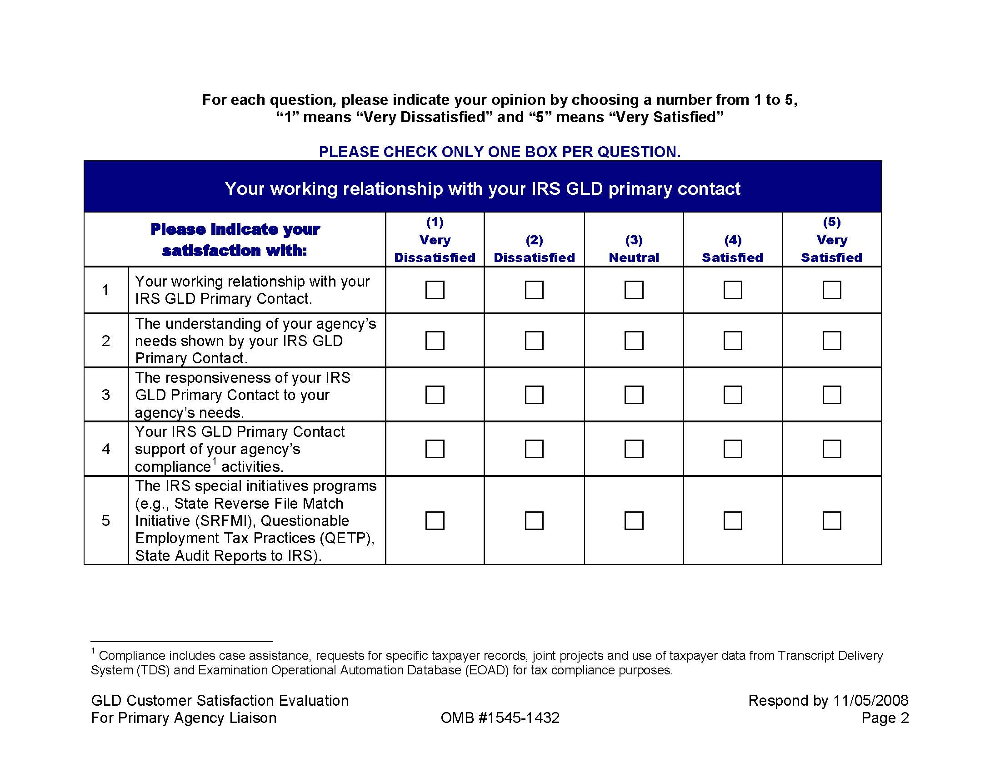 For each question, please indicate your opinion by choosing a number from 1 to 5,
“1” means “Very Dissatisfied” and “5” means “Very Satisfied”
PLEASE CHECK ONLY ONE BOX PER QUESTION.
Your working relationship with your IRS GLD primary contact
Please indicate your
satisfaction with:
(1)
Very
Dissatisfied
(2)
Dissatisfied
(3)
Neutral
(4)
Satisfied
(5)
Very
Satisfied
1
Your working relationship with your
IRS GLD Primary Contact.
2
The understanding of your agency’s
needs shown by your IRS GLD
Primary Contact.
3
The responsiveness of your IRS
GLD Primary Contact to your
agency’s needs.
4
Your IRS GLD Primary Contact
support of your agency’s
compliance1 activities.
5
The IRS special initiatives programs
(e.g., State Reverse File Match
Initiative (SRFMI), Questionable
Employment Tax Practices (QETP),
State Audit Reports to IRS).
1 Compliance includes case assistance, requests for specific taxpayer records, joint projects and use of taxpayer data from Transcript Delivery
System (TDS) and Examination Operational Automation Database (EOAD) for tax compliance purposes.
GLD Customer Satisfaction Evaluation
Respond by 11/05/2008
For Primary Agency Liaison
OMB #1545-1432
Page 2